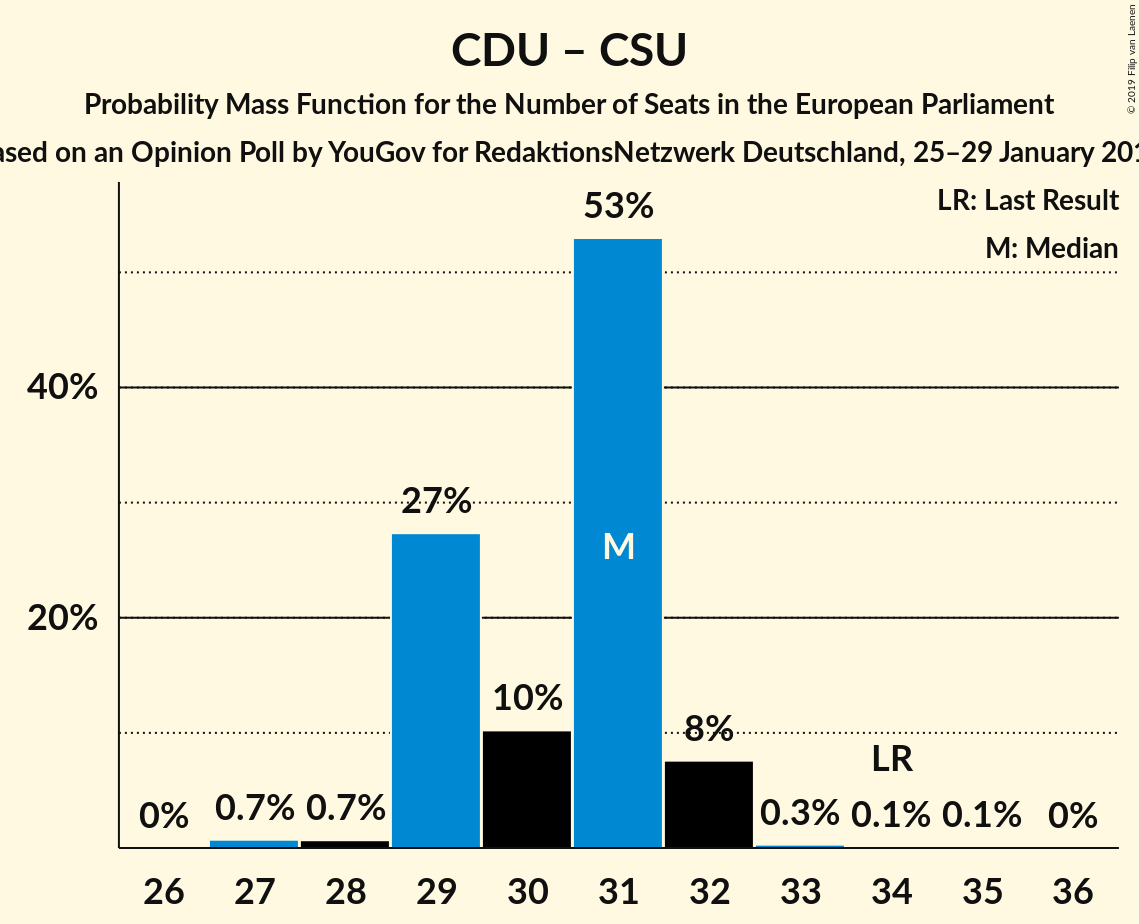 CDU – CSU
Probability Mass Function for the Number of Seats in the European Parliament
ased on an Opinion Poll by YouGov for RedaktionsNetzwerk Deutschland, 25–29 January 201
© 2019 Filip van Laenen
LR: Last Result
M: Median
53%
40%
27%
M
20%
10%
8%
LR
0% 0.7% 0.7% 0.3% 0.1% 0.1% 0%
26 27 28 29 30 31 32 33 34 35 36